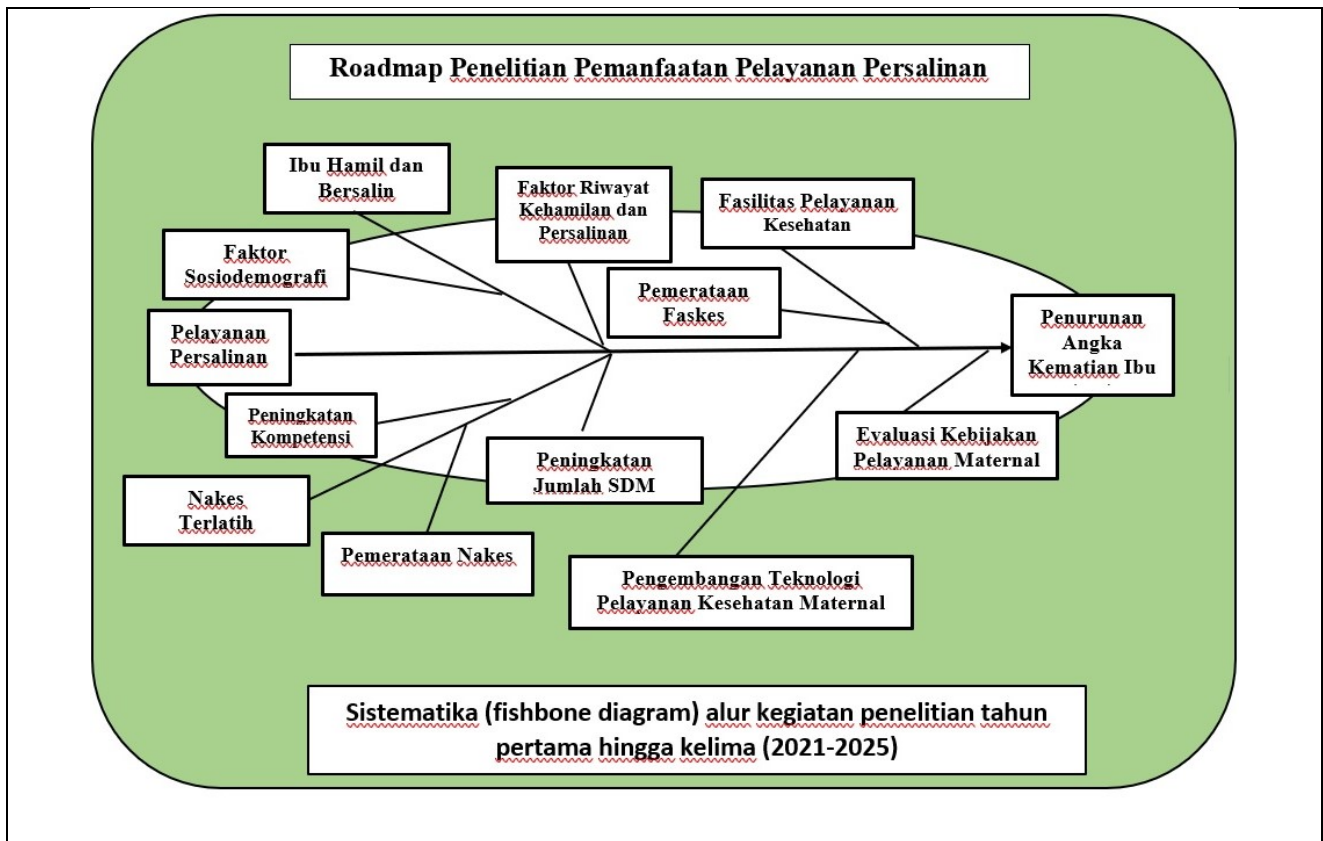 Roadmap Penelitian Pemanfaatan Pelayanan Persalinan
Ibu Hamil dan
Bersalin
Faktor Riwayat
Kehamilan dan
Persalinan
Fasilitas Pelayanan
Kesehatan
Faktor
Sosiodemografi
Pemerataan
Faskes
Pelayanan
Persalinan
Penurunan
Angka
Kematian Ibu
Peningkatan
Kompetensi
Evaluasi Kebijakan
Pelayanan Maternal
Peningkatan
Jumlah SDM
Nakes
Terlatih
Pemerataan Nakes
Pengembangan Teknologi
Pelayanan Kesehatan Maternal
Sistematika (fishbone diagram) alur kegiatan penelitian tahun
pertama hingga kelima (2021-2025)